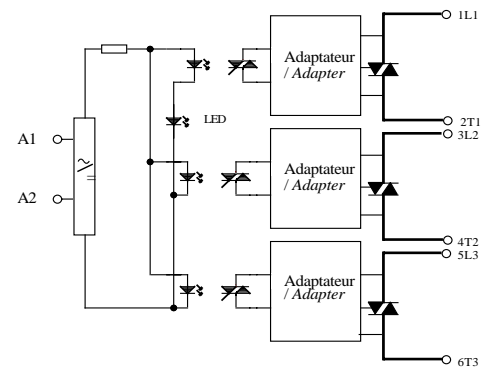 1L1
Adaptateur
/ Adapter
LED
2T1
3L2
A1
Adaptateur
/ Adapter
~/=
A2
4T2
5L3
Adaptateur
/ Adapter
6T3